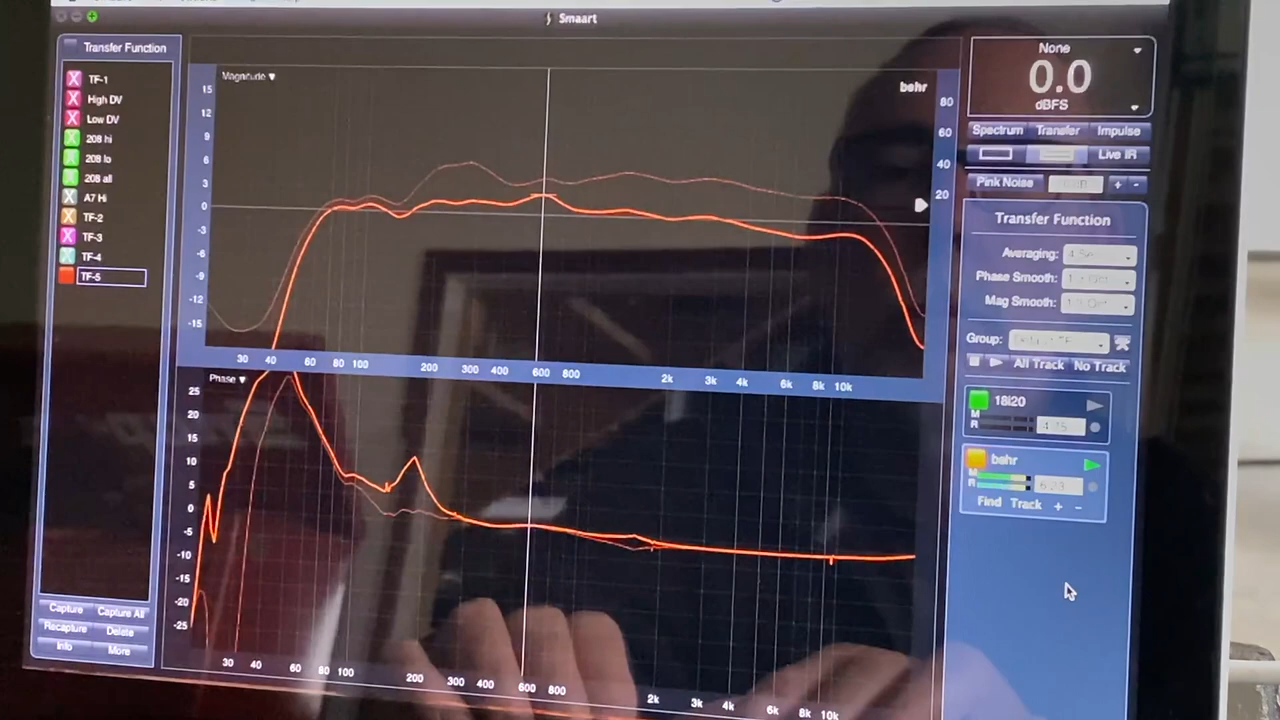 Smaart
Transfer Function
TF-1
High DV
Low DV
208 hi
208 lo
208 all
A7 Hi
TF-2
TF-3
TF-4
TF-5
Capture Capture All
Recapture Delete
Info More
Magnitude
behr
15
12
9
6
3
0
-3
-6
-9
-12
-15
80
60
40
20
30 40 60 80 100 200 300 400 600 800 2k 3k 4k 6k 8k 10k
Phase
25
20
15
10
5
0
-5
-10
-15
-20
-25
30 40 60 80 100 200 300 400 600 800 2k 3k 4k 6k 8k 10k
None
0.0
dBFS
Spectrum Transfer Impulse
Live IR
Pink Noise + -
Transfer Function
Averaging:
Phase Smooth:
Mag Smooth:
Group:
All Track No Track
18i20
M
R
behr
M
R
Find Track + -